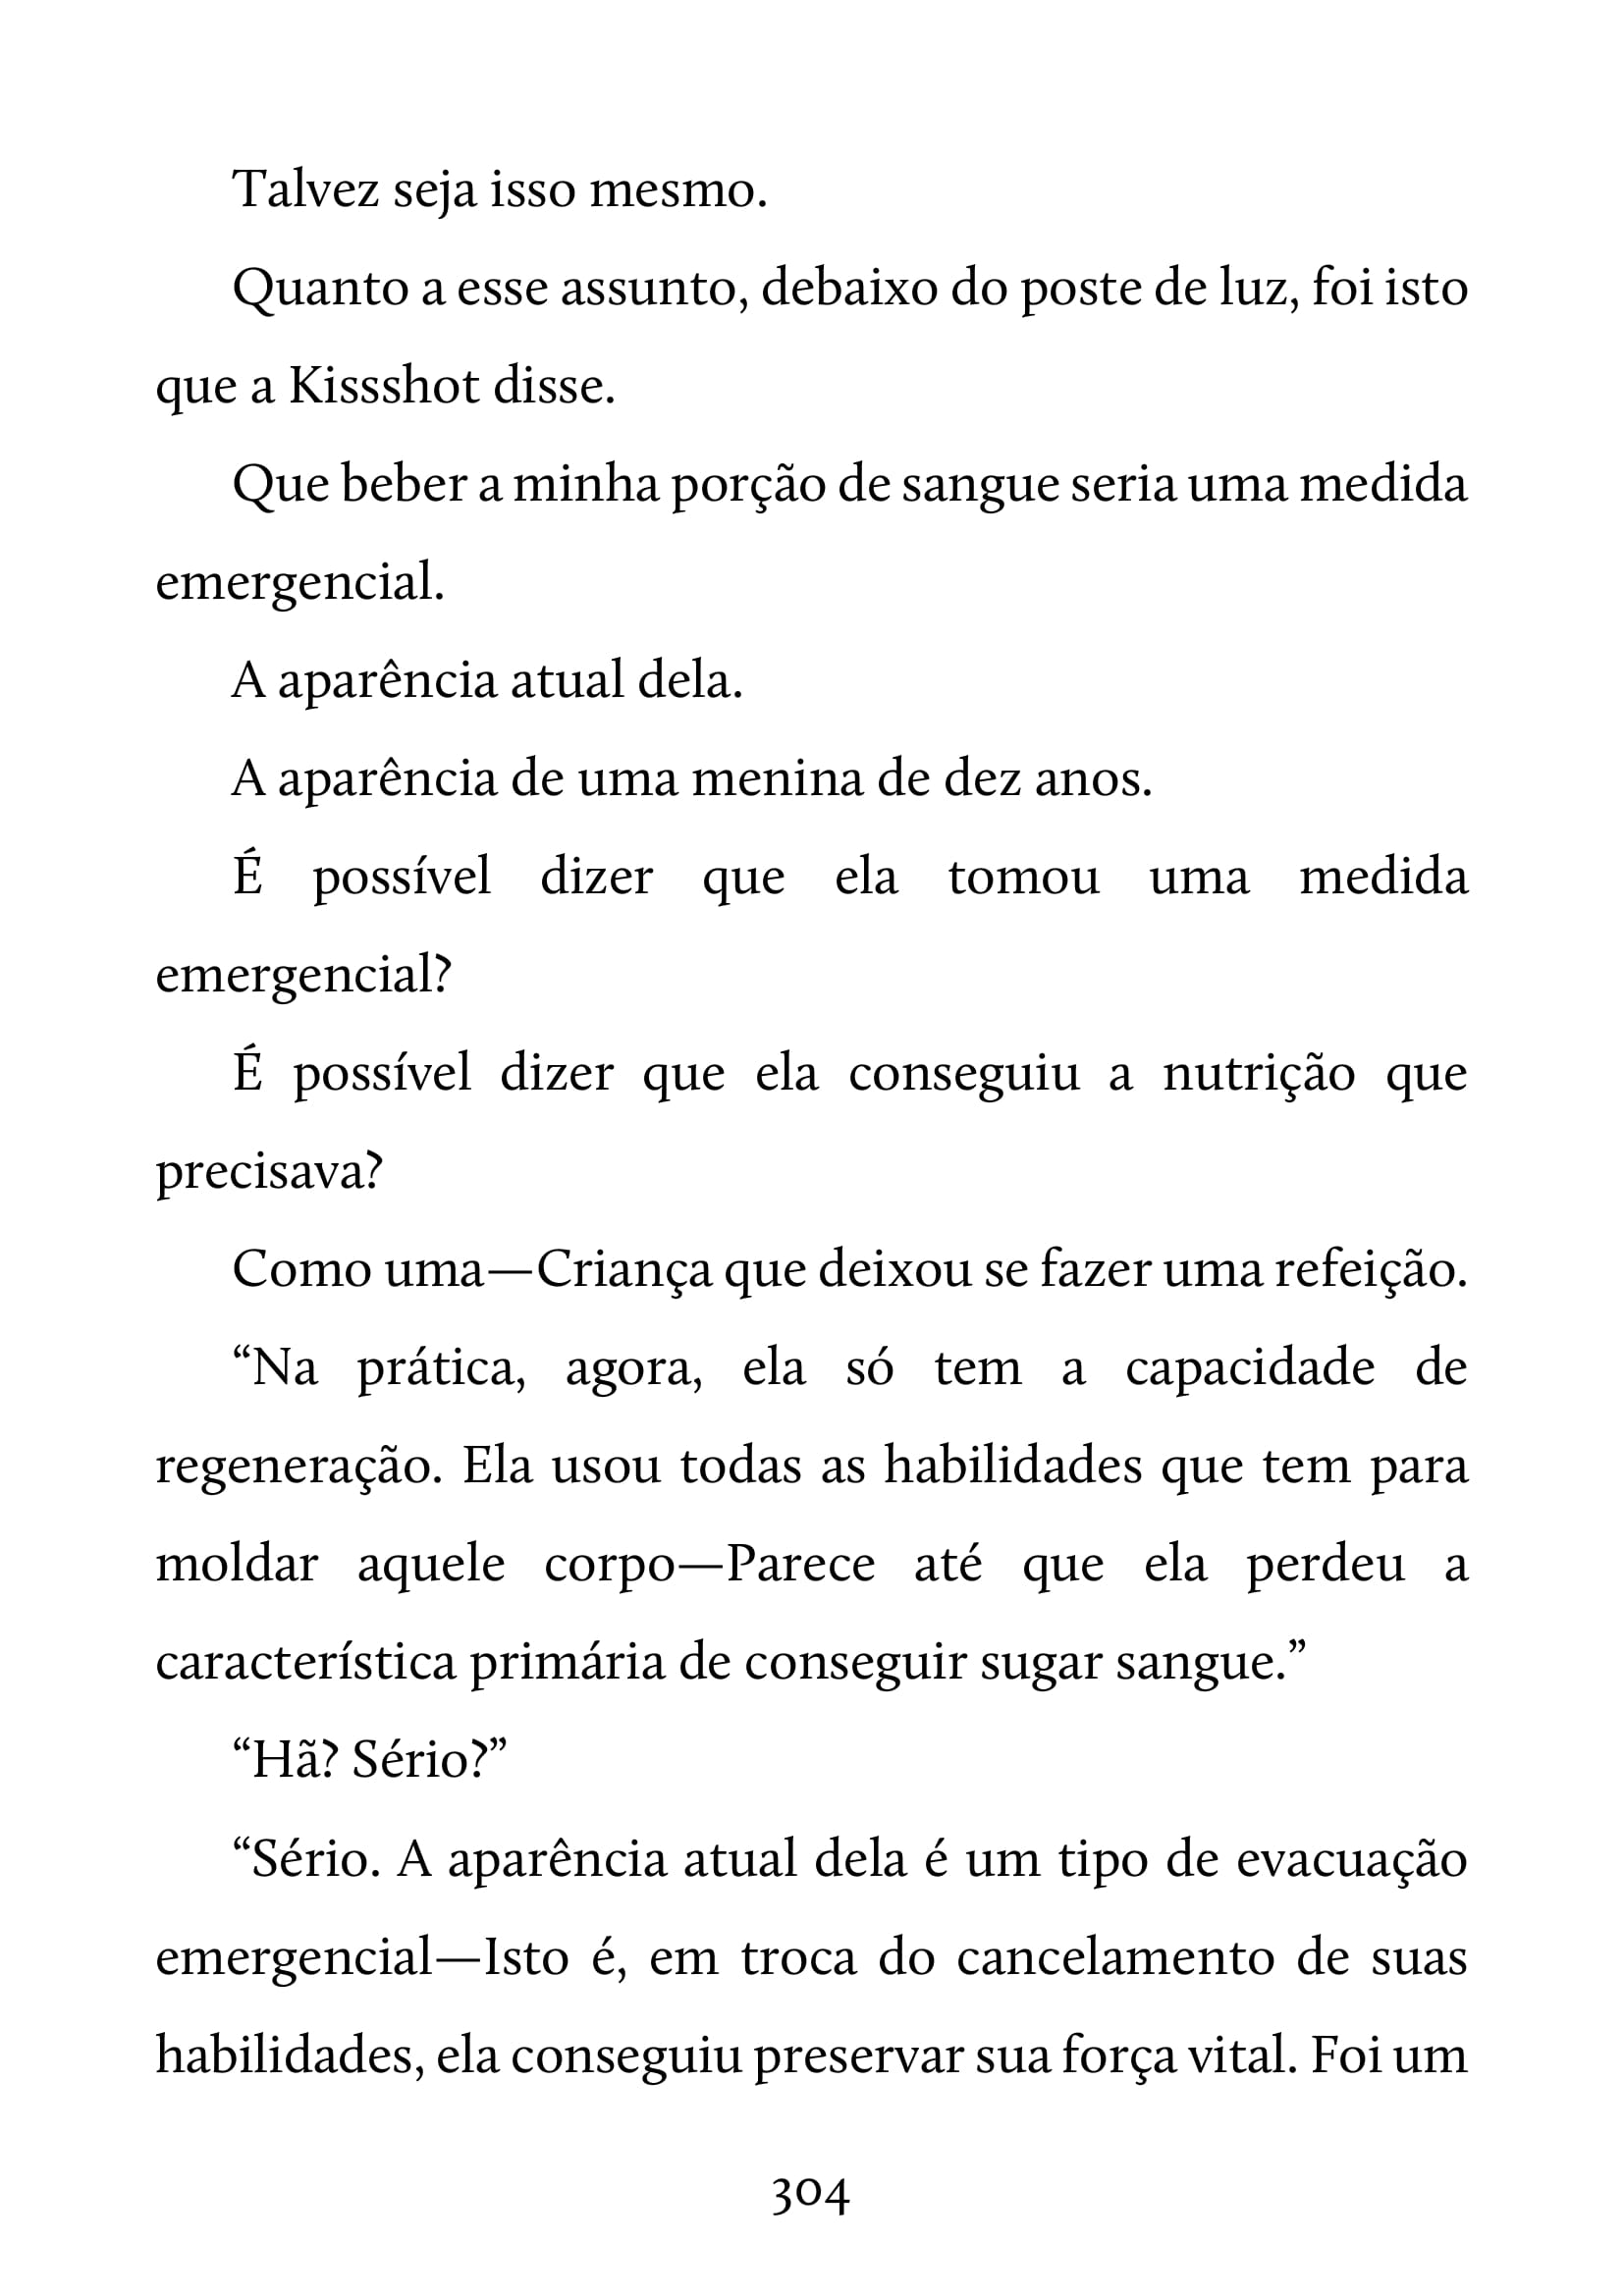 Talvez seja isso mesmo.
Quanto a esse assunto, debaixo do poste de luz, foi isto
que a Kissshot disse.
Que beber a minha porção de sangue seria uma medida
emergencial.
A aparência atual dela.
A aparência de uma menina de dez anos.
É possível dizer que ela tomou uma medida
emergencial?
É possível dizer que ela conseguiu a nutrição que
precisava?
Como uma—Criança que deixou se fazer uma refeição.
“Na prática, agora, ela só tem a capacidade de
regeneração. Ela usou todas as habilidades que tem para
moldar aquele corpo—Parece até que ela perdeu a
característica primária de conseguir sugar sangue.”
“Hã? Sério?”
“Sério. A aparência atual dela é um tipo de evacuação
emergencial—Isto é, em troca do cancelamento de suas
habilidades, ela conseguiu preservar sua força vital. Foi um
304